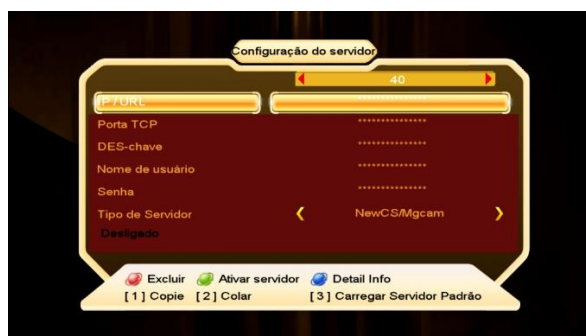 Configuração do servidor
40
IP / URL ***************
Porta TCP ***************
DES-chave ***************
Nome de usuário ***************
Senha ***************
Tipo de Servidor NewCS/Mgcam
Desligado
Excluir Ativar servidor Detail Info
[ 1 ] Copie [ 2 ] Colar [ 3 ] Carregar Servidor Padrão